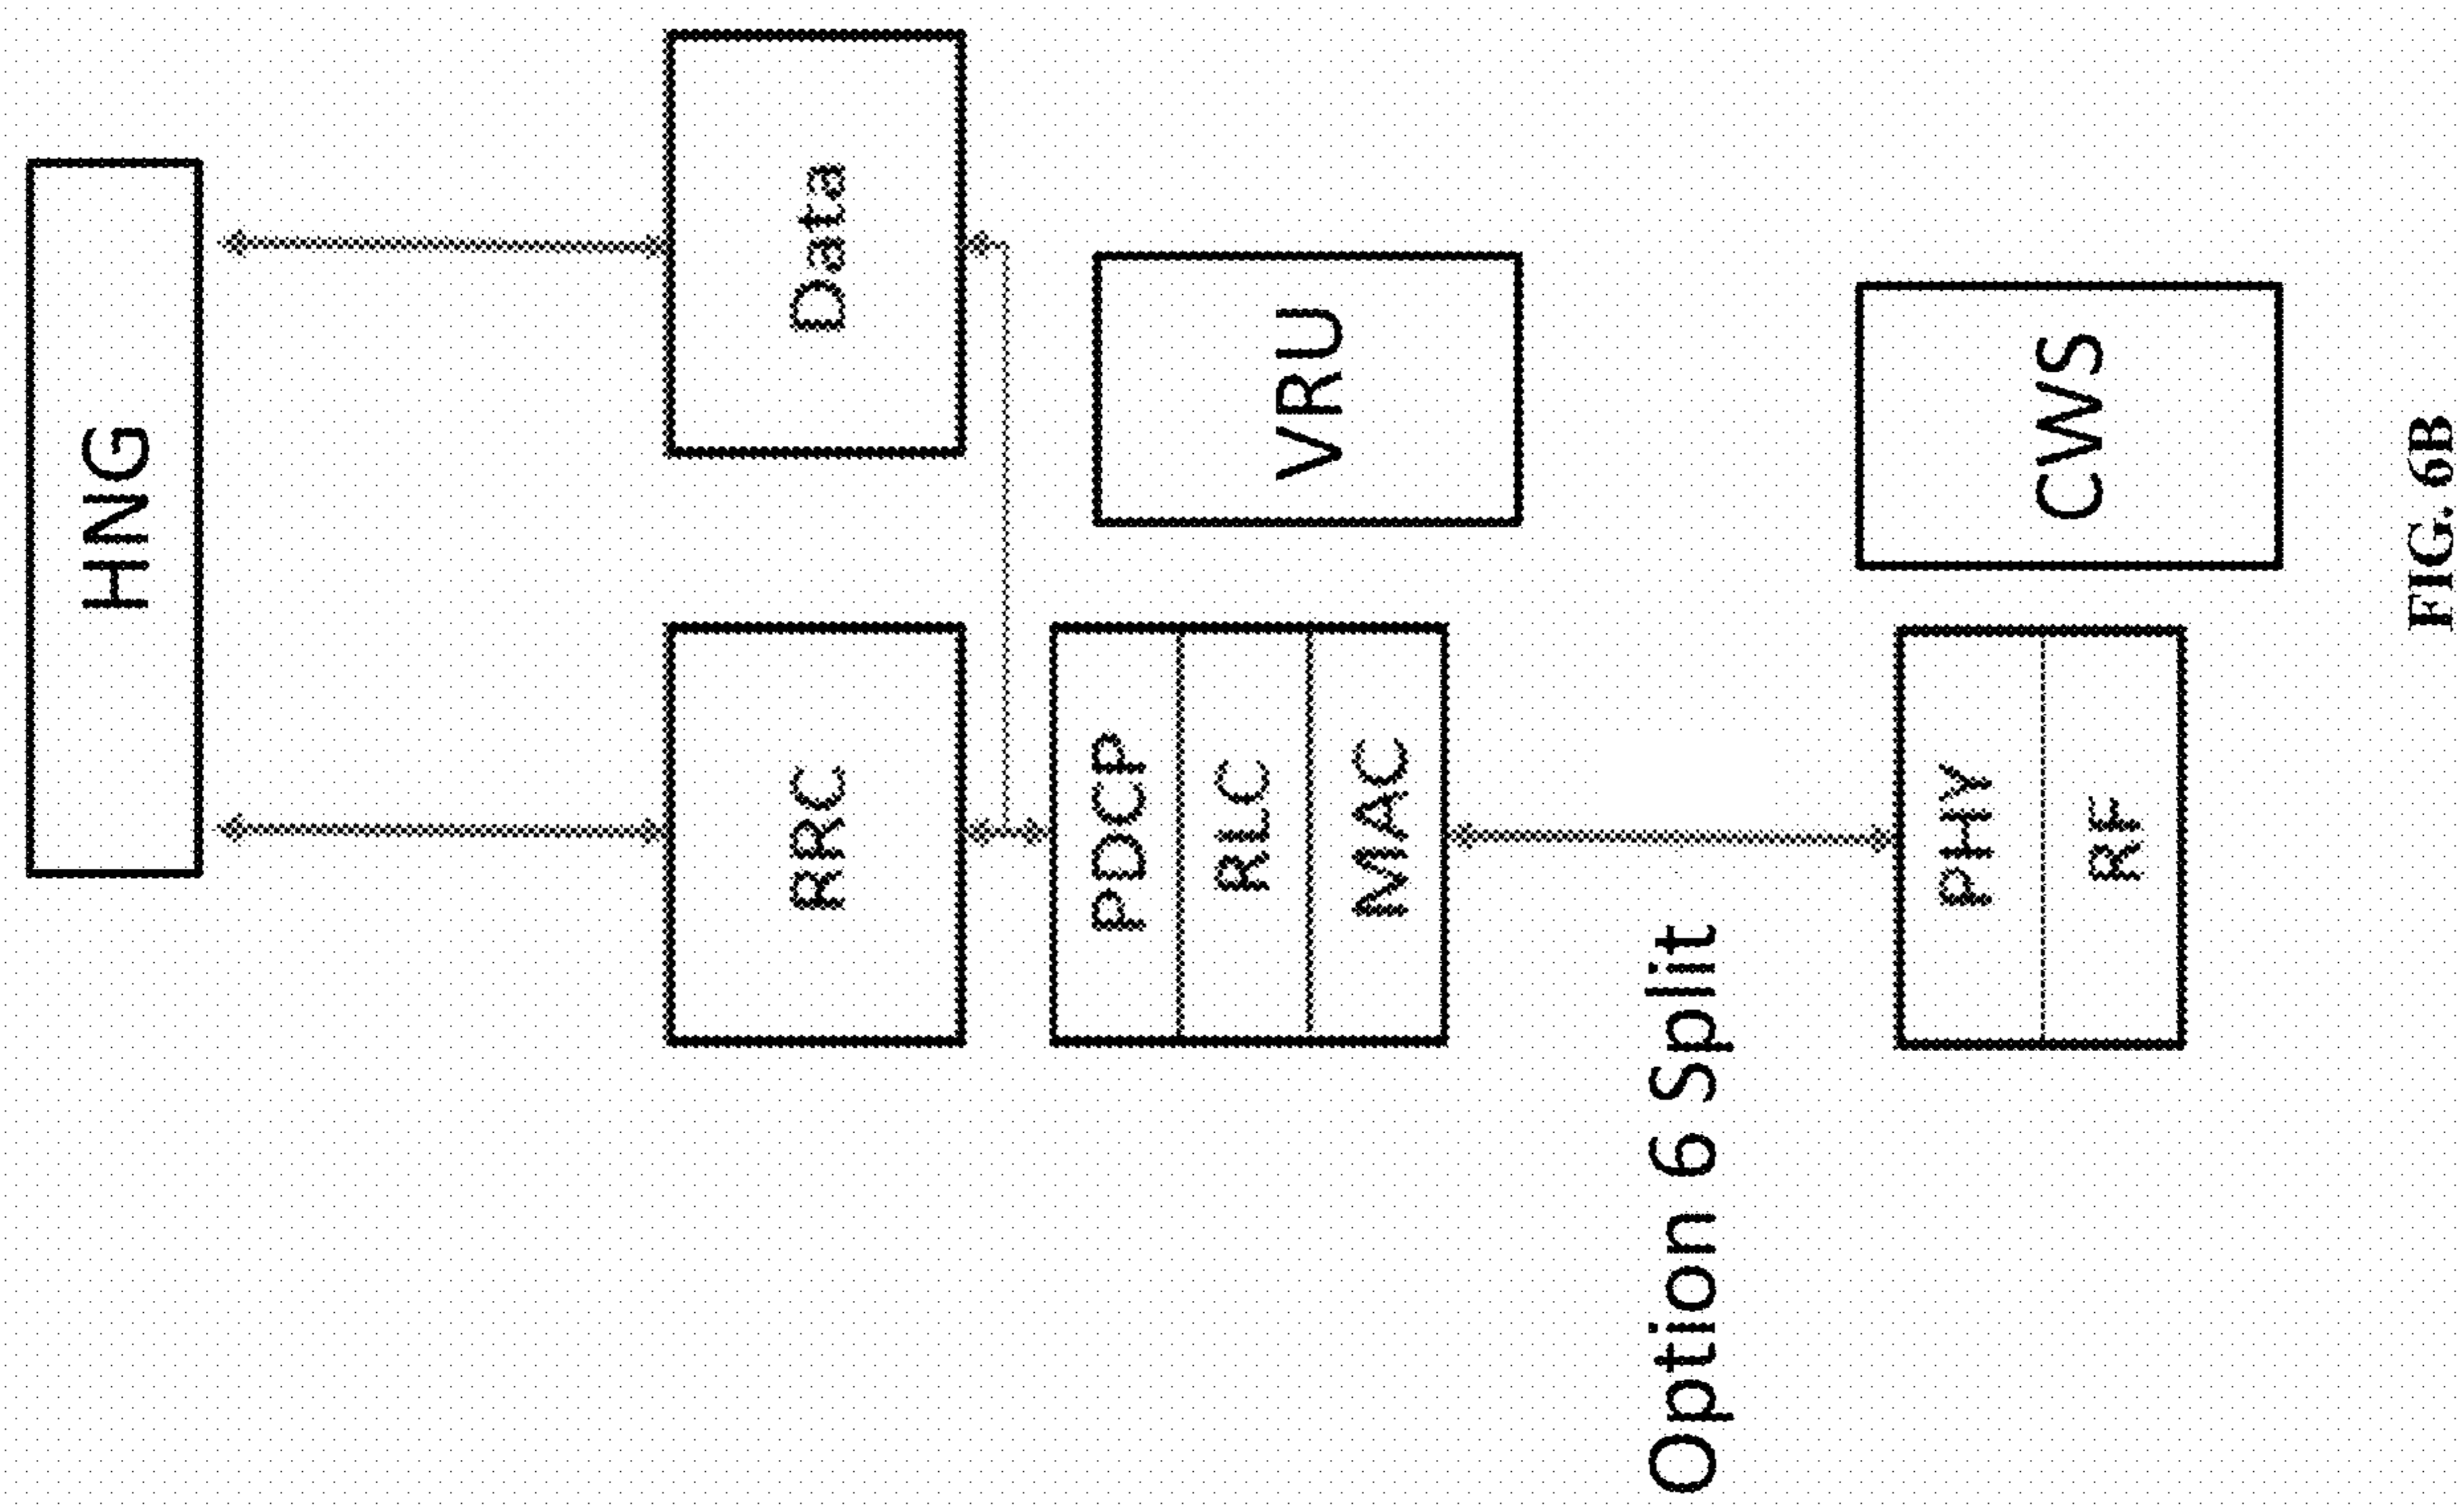 HNG
RRC
Data
PDCP
RLC
MAC
VRU
Option 6 Split
PHY
RF
CWS
FIG. 6B